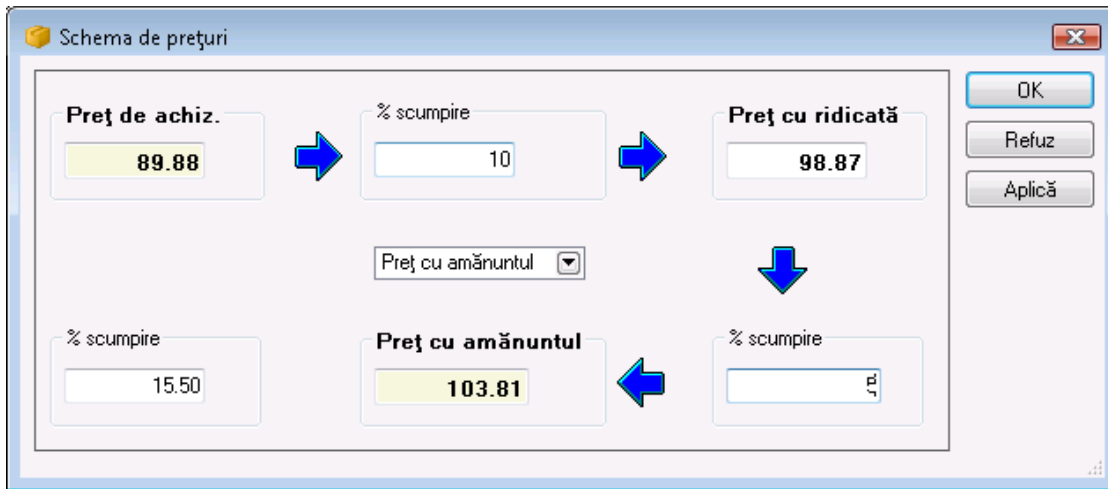 Schema de preţuri
Preţ de achiz.
89.88
% scumpire
10
Preţ cu ridicată
98.87
OK
Refuz
Aplică
Preţ cu amănuntul
% scumpire
15.50
Preţ cu amănuntul
103.81
% scumpire